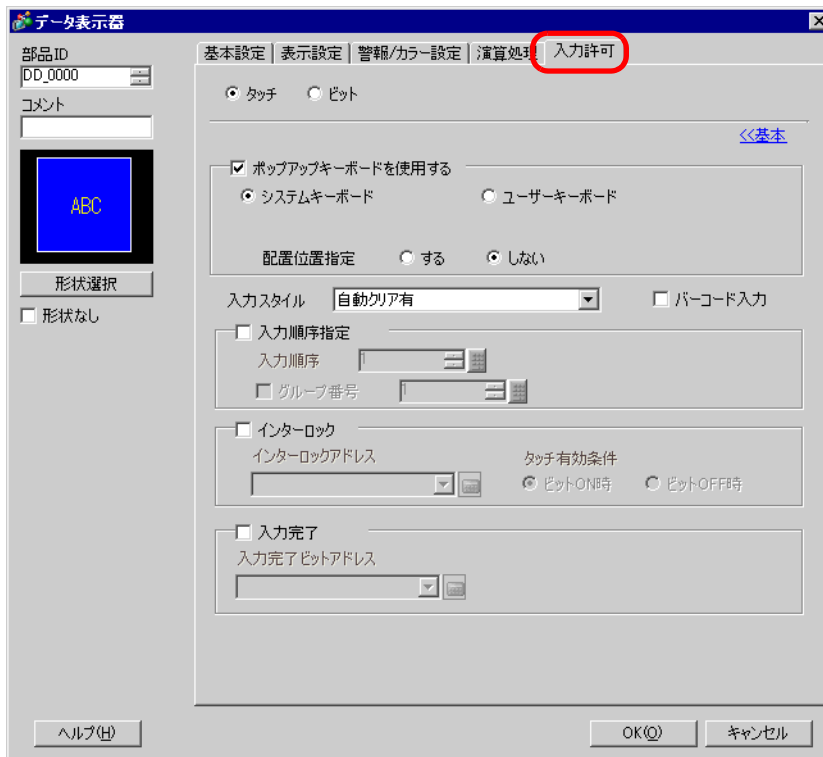 データ表示器
部品ID
DD_0000
コメント
ABC
形状選択
形状なし
基本設定 表示設定 警報/カラー設定 演算処理 入力許可
タッチ ビット
<<基本
ポップアップキーボードを使用する
システムキーボード ユーザーキーボード
配置位置指定 する しない
入力スタイル 自動クリア有 バーコード入力
入力順序指定
入力順序 1
グループ番号 1
インターロック
インターロックアドレス タッチ有効条件
ビットON時 ビットOFF時
入力完了
入力完了ビットアドレス
ヘルプ(H) OK(O) キャンセル